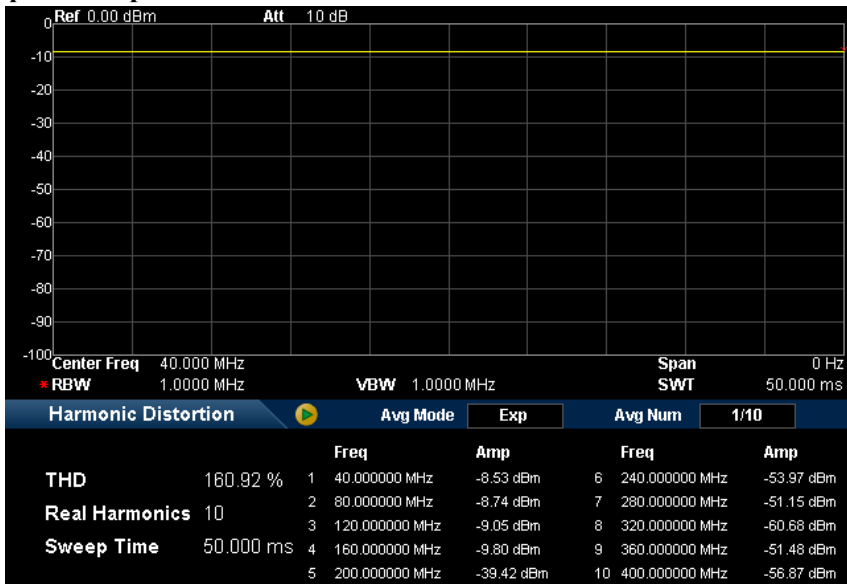 Ref 0.00 dBm Att 10 dB
0
-10
-20
-30
-40
-50
-60
-70
-80
-90
-100
Center Freq 40.000 MHz Span 0 Hz
*RBW 1.0000 MHz VBW 1.0000 MHz SWT 50.000 ms
Harmonic Distortion Avg Mode Exp Avg Num 1/10
Freq Amp Freq Amp
THD 160.92 % 1 40.000000 MHz -8.53 dBm 6 240.000000 MHz -53.97 dBm
2 80.000000 MHz -8.74 dBm 7 280.000000 MHz -51.15 dBm
Real Harmonics 10
3 120.000000 MHz -9.05 dBm 8 320.000000 MHz -60.68 dBm
Sweep Time 50.000 ms 4 160.000000 MHz -9.80 dBm 9 360.000000 MHz -51.48 dBm
5 200.000000 MHz -39.42 dBm 10 400.000000 MHz -56.87 dBm